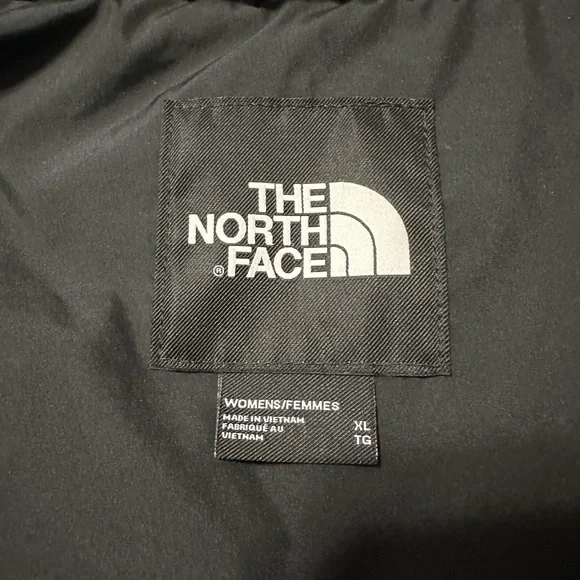 THE
NORTH
® FACE
WOMENS/FEMMES
MADE IN VIETNAM
FABRIQUÉ AU
VIETNAM
XL
TG